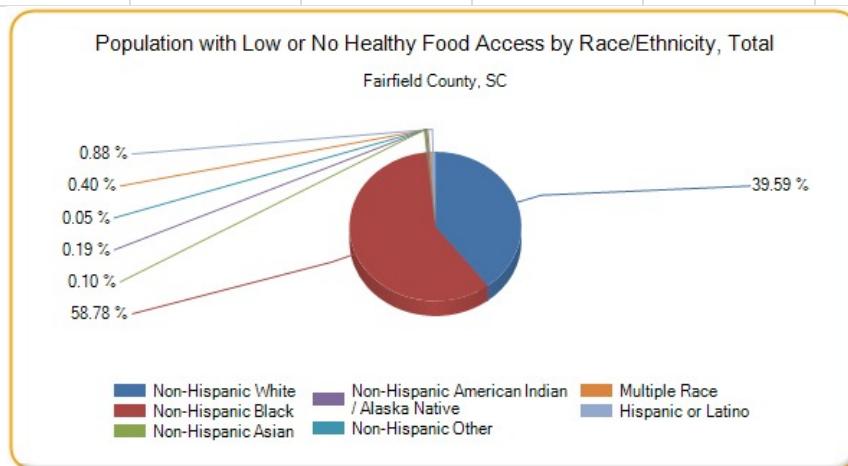 Population with Low or No Healthy Food Access by Race/Ethnicity, Total
Fairfield County, SC
0.88 %
0.40 %
0.05 %
0.19 %
0.10 %
58.78 %
39.59 %
Non-Hispanic White
Non-Hispanic Black
Non-Hispanic Asian
Non-Hispanic American Indian
/ Alaska Native
Non-Hispanic Other
Multiple Race
Hispanic or Latino